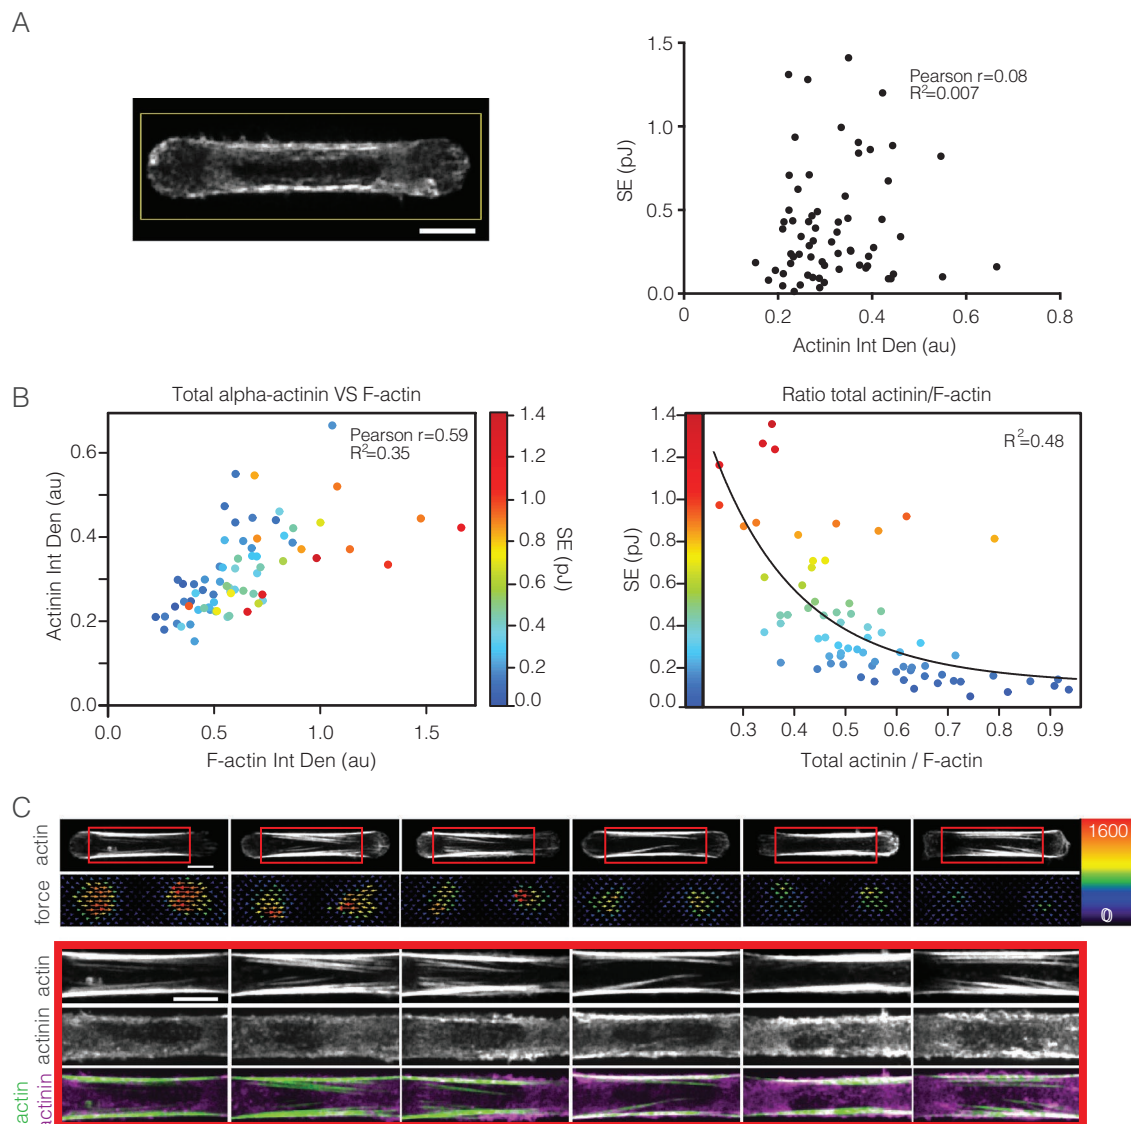 A
1.5
1.0
0.5
0.0
SE (pJ)
Pearson r=0.08
R²=0.007
0
0.2
0.4
0.6
0.8
Actinin Int Den (au)
B
Total alpha-actinin VS F-actin
Pearson r=0.59
R²=0.35
0.6
0.4
0.2
0.0
Actinin Int Den (au)
0.0
0.5
1.0
1.5
F-actin Int Den (au)
1.4
1.2
1.0
0.8
0.6
0.4
0.2
0.0
SE (pJ)
Ratio total actinin/F-actin
R²=0.48
1.4
1.2
1.0
0.8
0.6
0.4
0.2
0.0
SE (pJ)
0.3
0.4
0.5
0.6
0.7
0.8
0.9
Total actinin / F-actin
C
actin
force
1600
0
actin
actinin
actin
actinin